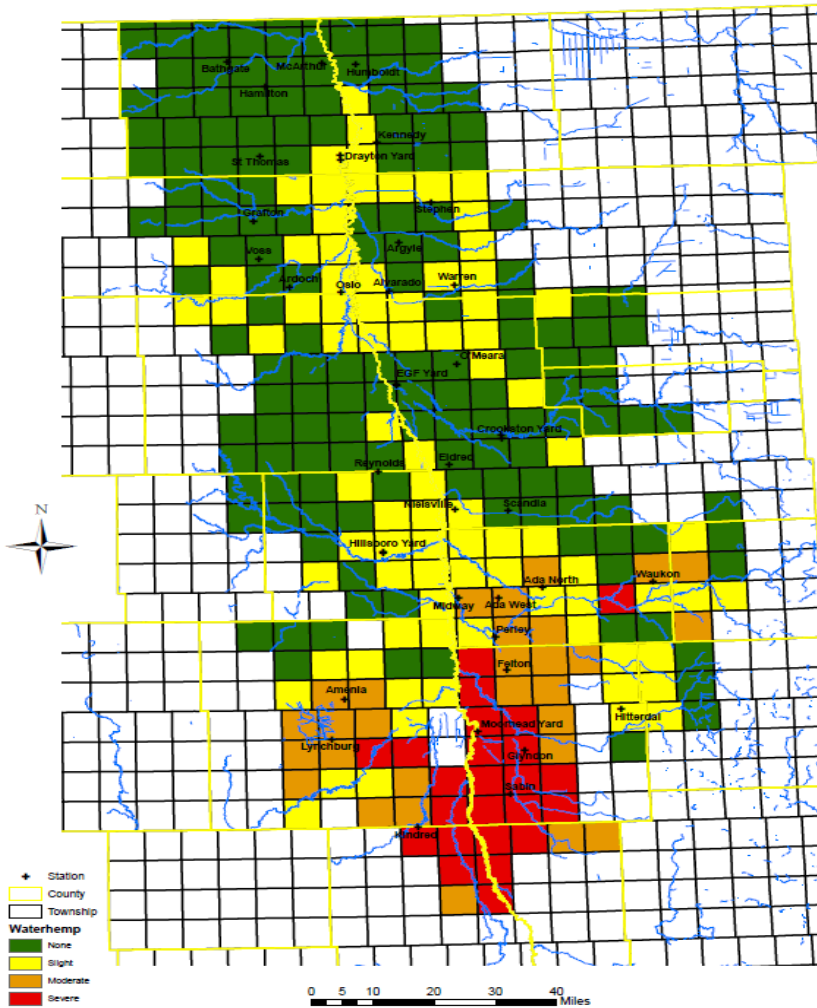 Bathgate
McArthur
Humboldt
Hamilton
Kennedy
St Thomas
Drayton Yard
Grafton
Stephen
Voss
Argyle
Ardoch
Oslo
Alvarado
Warren
O'Meara
EGF Yard
Crookston Yard
Reynolds
Eldred
Nielsville
Scandia
Hillsboro Yard
Ada North
Waukon
Midway
Ada West
Perley
Felton
Amenia
Hitterdal
Moorhead Yard
Lynchburg
Glyndon
Sabin
Kindred
N
Station
County
Township
Waterhemp
None
Slight
Moderate
Severe
0 5 10 20 30 40
Miles